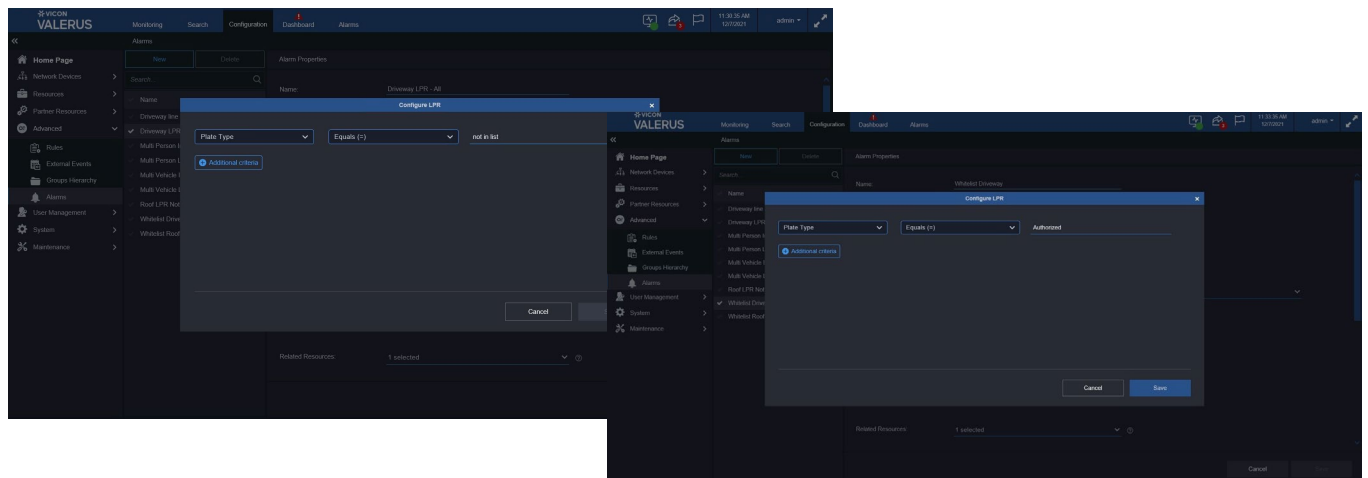 VICON
VALERUS
Monitoring Search Configuration Dashboard Alarms
11:30:35 AM
12/7/2021
admin
Alarms
Home Page
Network Devices
Resources
Partner Resources
Advanced
Rules
External Events
Groups Hierarchy
Alarms
User Management
System
Maintenance
New Delete
Search...
Name
Driveway line
Driveway LPR
Multi Person
Multi Person
Multi Vehicle
Multi Vehicle
Roof LPR Not
Whitelist Drive
Whitelist Roof
Alarm Properties
Name: Driveway LPR - All
Configure LPR
Plate Type Equals (=) not in list
Additional criteria
Cancel
Related Resources: 1 selected
VICON
VALERUS
Monitoring Search Configuration Dashboard Alarms
11:33:35 AM
12/7/2021
admin
Alarms
Home Page
Network Devices
Resources
Partner Resources
Advanced
Rules
External Events
Groups Hierarchy
Alarms
User Management
System
Maintenance
New Delete
Search...
Name
Driveway line
Driveway LPR
Multi Person
Multi Person
Multi Vehicle
Multi Vehicle
Roof LPR Not
Whitelist Drive
Whitelist Roof
Alarm Properties
Name: Whitelist Driveway
Configure LPR
Plate Type Equals (=) Authorized
Additional criteria
Cancel Save
Related Resources: 1 selected
Cancel Save